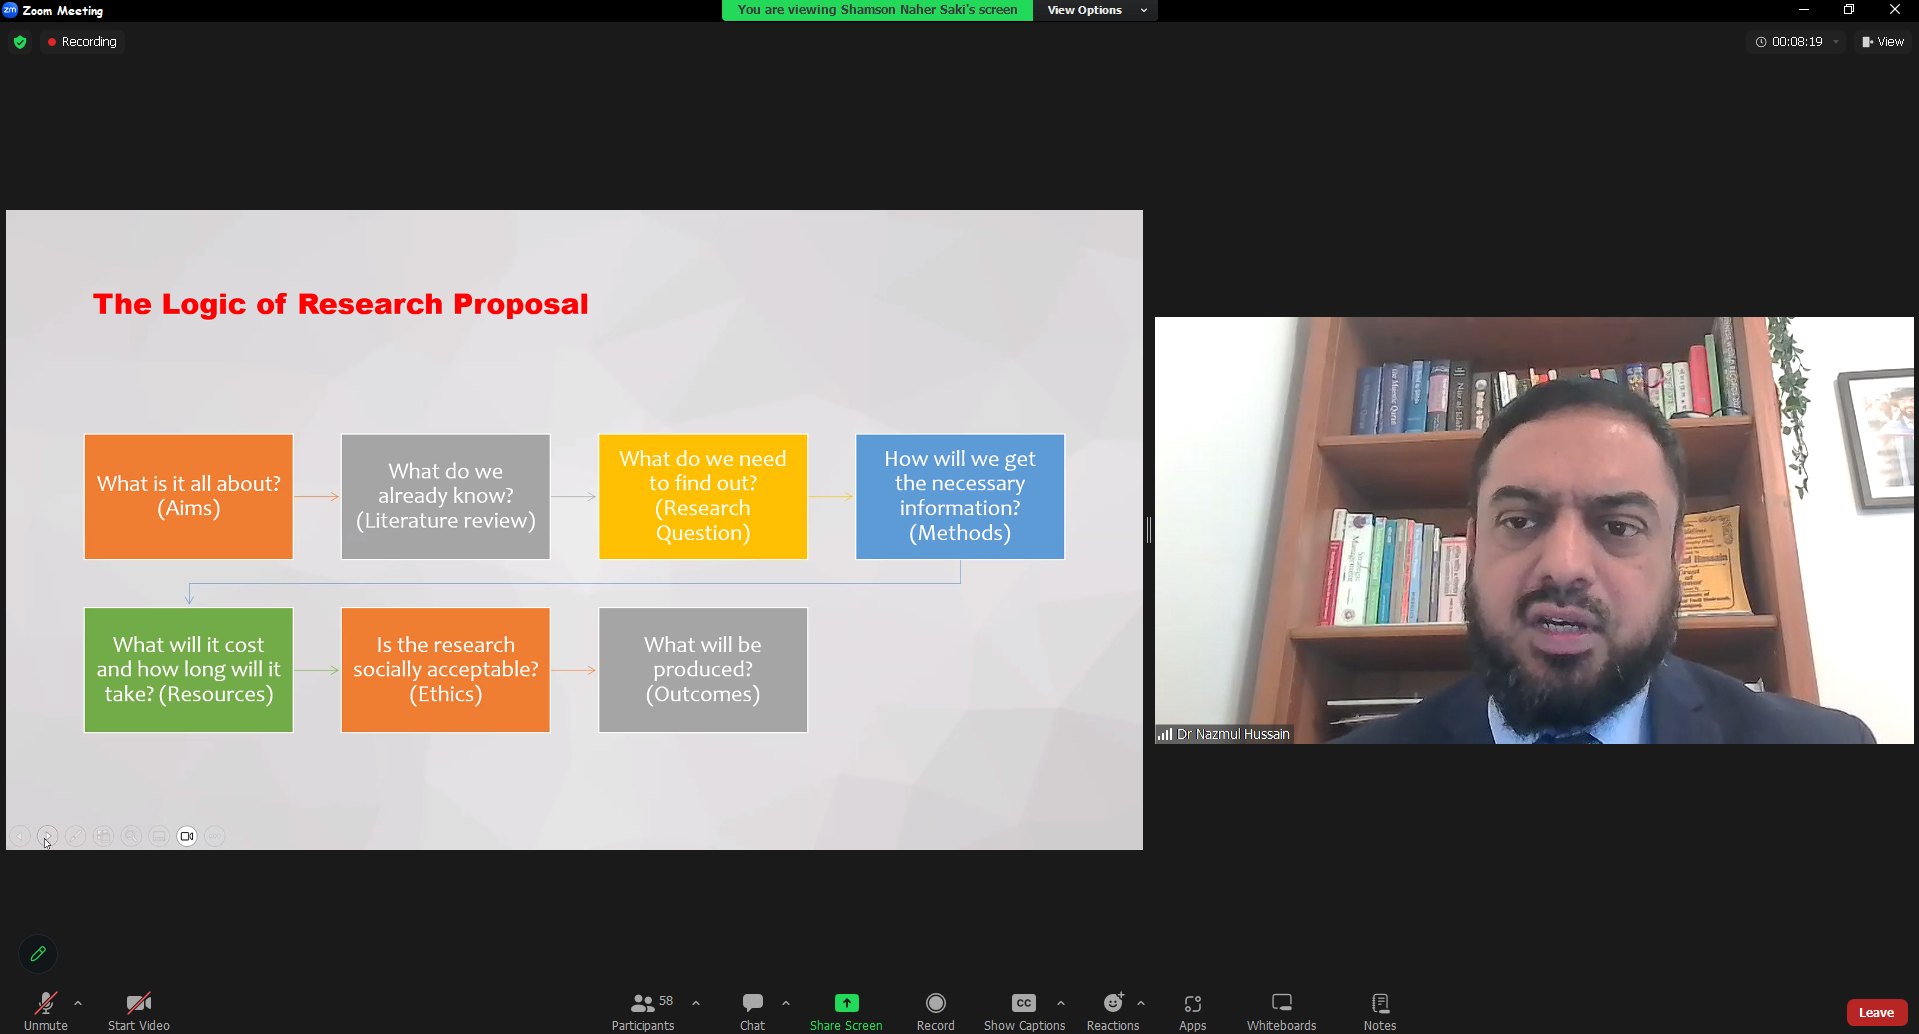 Zoom Meeting
You are viewing Shamson Naher Saki's screen
View Options
Recording
00:08:19
View
The Logic of Research Proposal
What is it all about?
(Aims)
What do we
already know?
(Literature review)
What do we need
to find out?
(Research
Question)
How will we get
the necessary
information?
(Methods)
What will it cost
and how long will it
take? (Resources)
Is the research
socially acceptable?
(Ethics)
What will be
produced?
(Outcomes)
Dr Nazmul Hussain
Unmute
Start Video
58
Participants
Chat
Share Screen
Record
CC
Show Captions
Reactions
Apps
Whiteboards
Notes
Leave